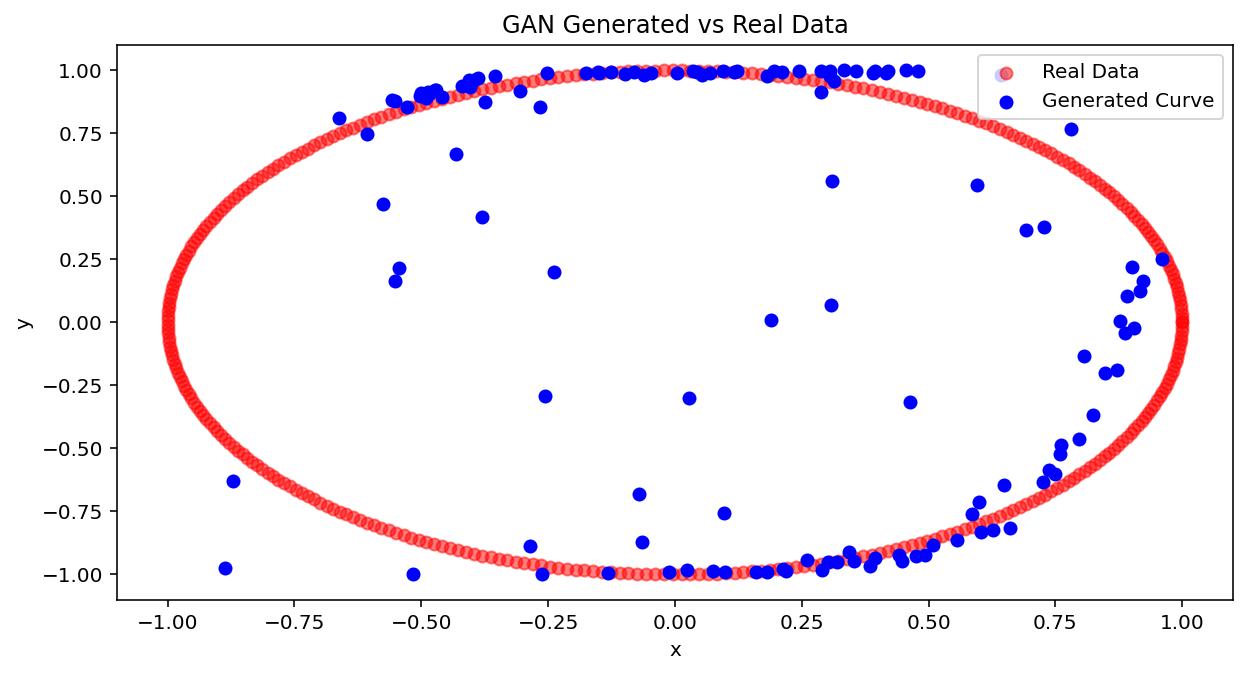 GAN Generated vs Real Data
Real Data
Generated Curve
1.00
0.75
0.50
0.25
0.00
−0.25
−0.50
−0.75
−1.00
y
−1.00 −0.75 −0.50 −0.25 0.00 0.25 0.50 0.75 1.00
x